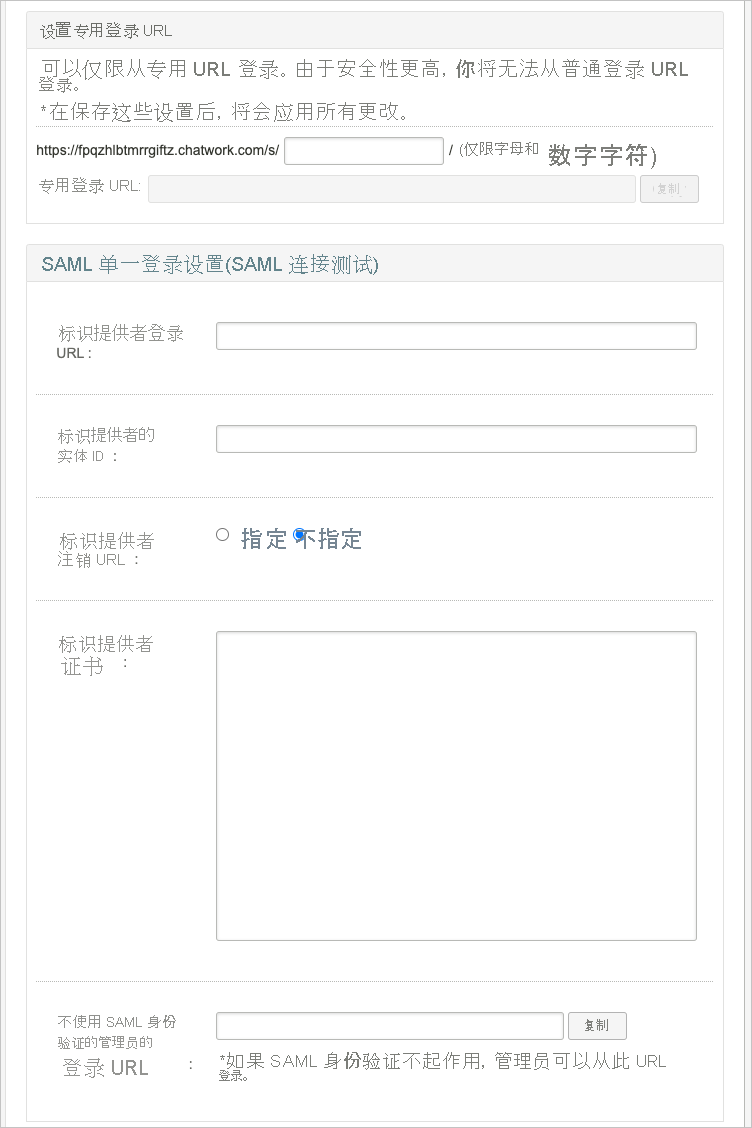 设置专用登录 URL
可以仅限从专用 URL 登录。由于安全性更高，你将无法从普通登录 URL
登录。
*在保存这些设置后，将会应用所有更改。
https://fpqzhlbtmrrgiftz.chatwork.com/s/ / (仅限字母和 数字字符)
专用登录 URL: 复制
SAML 单一登录设置(SAML 连接测试)
标识提供者登录
URL :
标识提供者的
实体 ID :
标识提供者
注销 URL :
指定 不指定
标识提供者
证书 :
不使用 SAML 身份
验证的管理员的
登录 URL :
复制
*如果 SAML 身份验证不起作用，管理员可以从此 URL
登录。